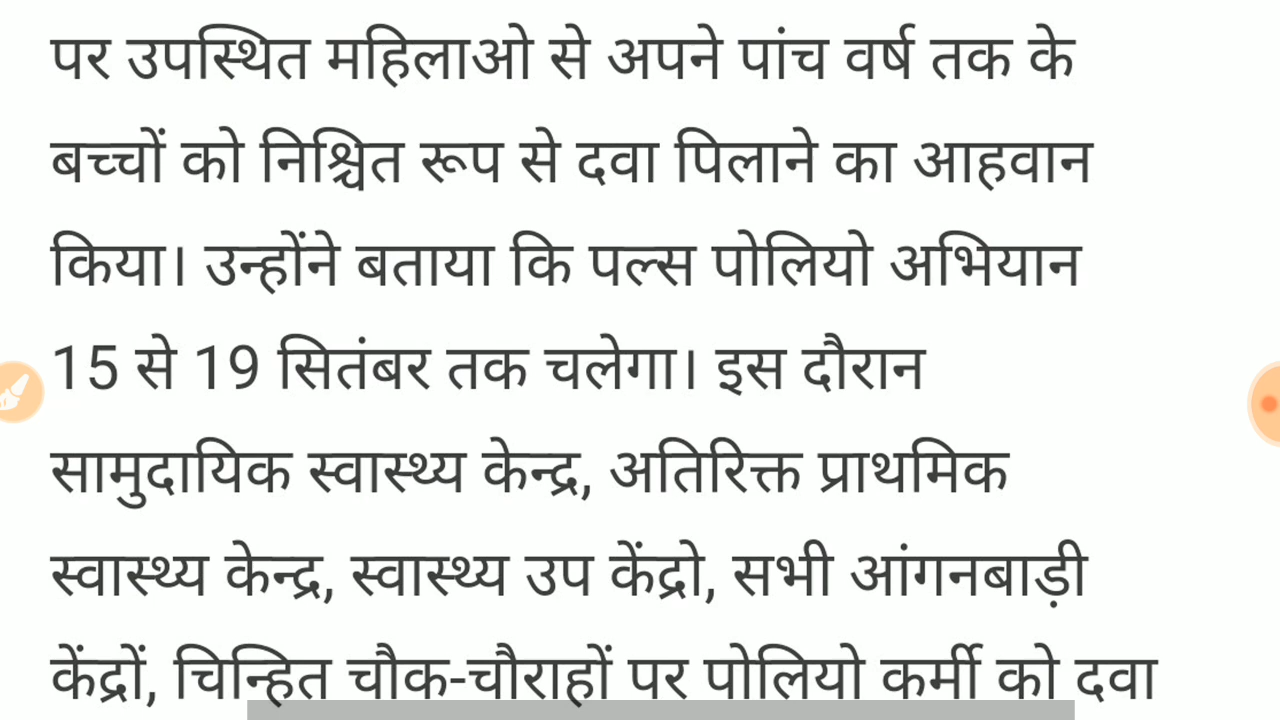 पर उपस्थित महिलाओ से अपने पांच वर्ष तक के
बच्चों को निश्चित रूप से दवा पिलाने का आहवान
किया। उन्होंने बताया कि पल्स पोलियो अभियान
15 से 19 सितंबर तक चलेगा। इस दौरान
सामुदायिक स्वास्थ्य केन्द्र, अतिरिक्त प्राथमिक
स्वास्थ्य केन्द्र, स्वास्थ्य उप केंद्रो, सभी आंगनबाड़ी
केंद्रों, चिन्हित चौक-चौराहों पर पोलियो कर्मी को दवा